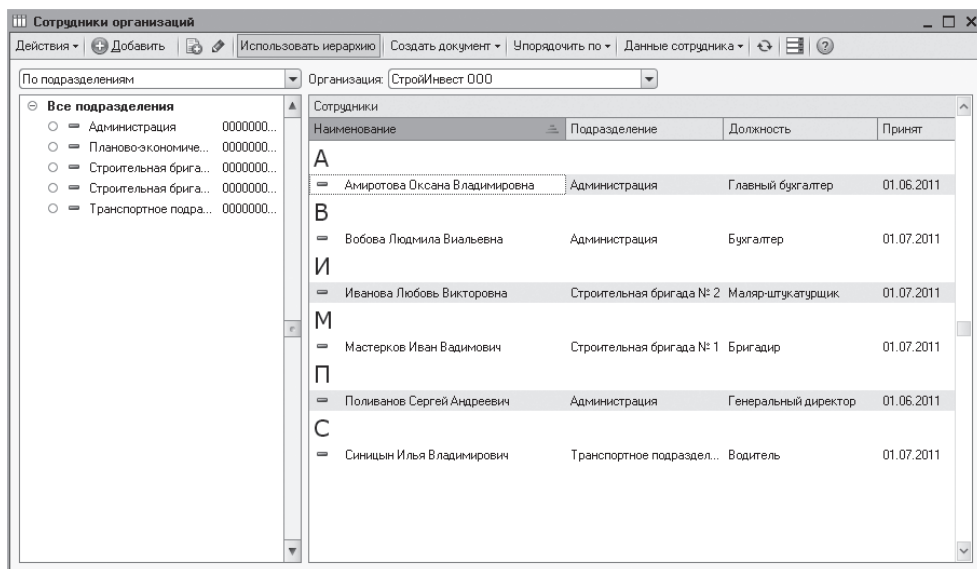 Сотрудники организаций
Действия Добавить Использовать иерархию Создать документ Упорядочить по Данные сотрудника
По подразделениям Организация: СтройИнвест ООО
Все подразделения
Администрация 0000000...
Планово-экономиче... 0000000...
Строительная брига... 0000000...
Строительная брига... 0000000...
Транспортное подра... 0000000...
Сотрудники
Наименование Подразделение Должность Принят
А
Амиротова Оксана Владимировна Администрация Главный бухгалтер 01.06.2011
В
Вобова Людмила Виальевна Администрация Бухгалтер 01.07.2011
И
Иванова Любовь Викторовна Строительная бригада № 2 Маляр-штукатурщик 01.07.2011
М
Мастерков Иван Вадимович Строительная бригада № 1 Бригадир 01.07.2011
П
Поливанов Сергей Андреевич Администрация Генеральный директор 01.06.2011
С
Синицын Илья Владимирович Транспортное подраздел... Водитель 01.07.2011